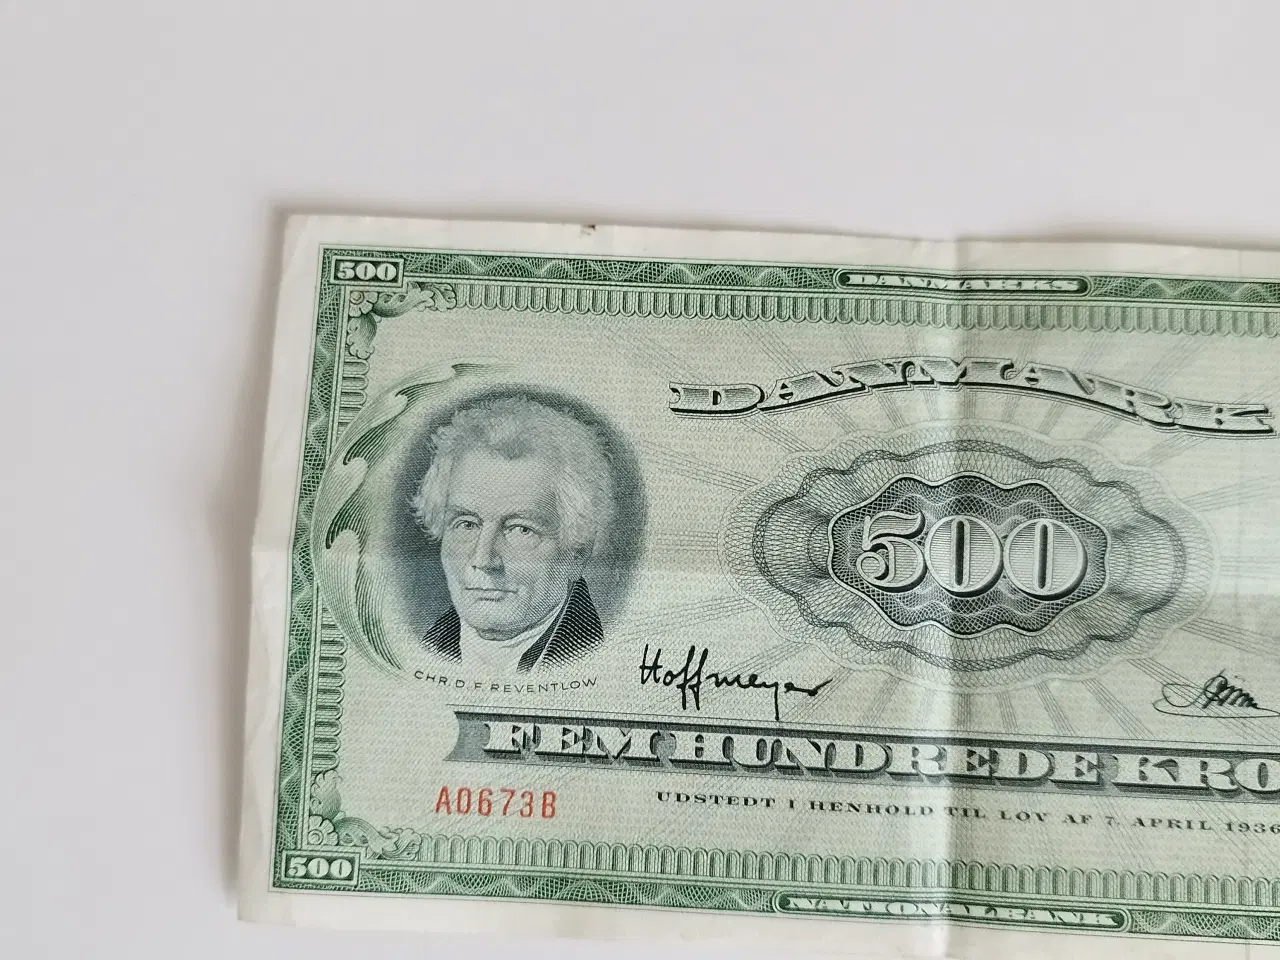 500
DANMARKS
DANMARK
500
CHR. D. F. REVENTLOW
Hoffmeyer
FEM HUNDREDE KRO
A0673B
UDSTEDT I HENHOLD TIL LOV AF 7. APRIL 1936
500
NATIONALBANK